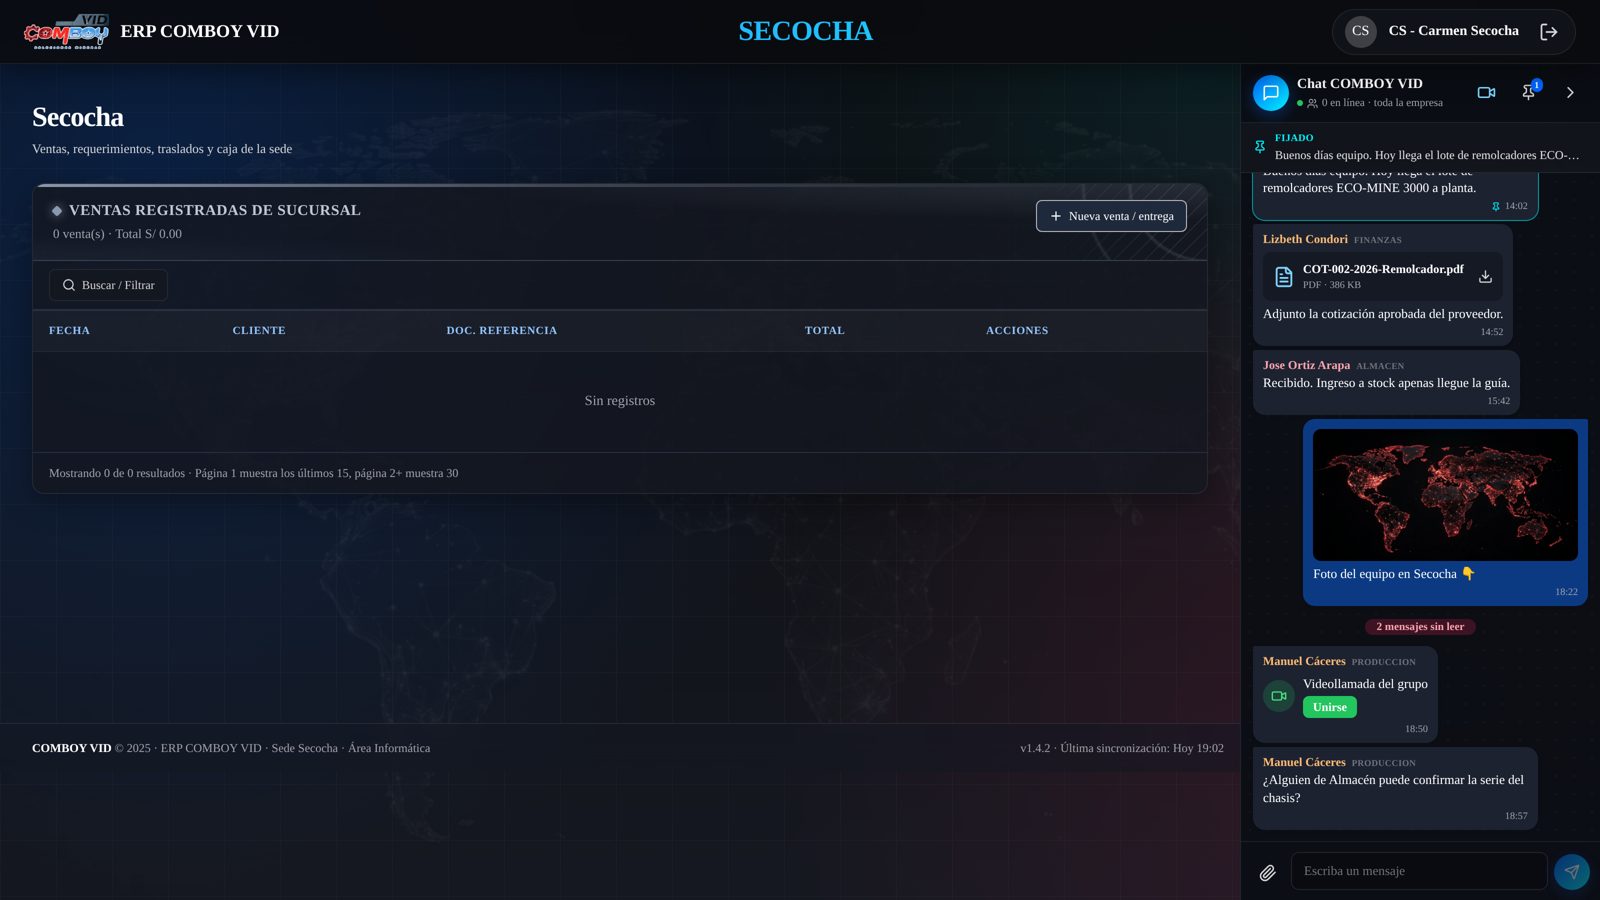 VID
COMBOY
ERP COMBOY VID
SECOCHA
CS
CS - Carmen Secocha
Secocha
Ventas, requerimientos, traslados y caja de la sede
VENTAS REGISTRADAS DE SUCURSAL
0 venta(s) · Total S/ 0.00
Nueva venta / entrega
Buscar / Filtrar
FECHA CLIENTE DOC. REFERENCIA TOTAL ACCIONES
Sin registros
Mostrando 0 de 0 resultados · Página 1 muestra los últimos 15, página 2+ muestra 30
COMBOY VID © 2025 · ERP COMBOY VID · Sede Secocha · Área Informática
v1.4.2 · Última sincronización: Hoy 19:02
Chat COMBOY VID
0 en línea · toda la empresa
1
FIJADO
Buenos días equipo. Hoy llega el lote de remolcadores ECO-…
Buenos días equipo. Hoy llega el lote de
remolcadores ECO-MINE 3000 a planta.
14:02
Lizbeth Condori FINANZAS
COT-002-2026-Remolcador.pdf
PDF · 386 KB
Adjunto la cotización aprobada del proveedor.
14:52
Jose Ortiz Arapa ALMACEN
Recibido. Ingreso a stock apenas llegue la guía.
15:42
Foto del equipo en Secocha 👇
18:22
2 mensajes sin leer
Manuel Cáceres PRODUCCION
Videollamada del grupo
Unirse
18:50
Manuel Cáceres PRODUCCION
¿Alguien de Almacén puede confirmar la serie del
chasis?
18:57
Escriba un mensaje